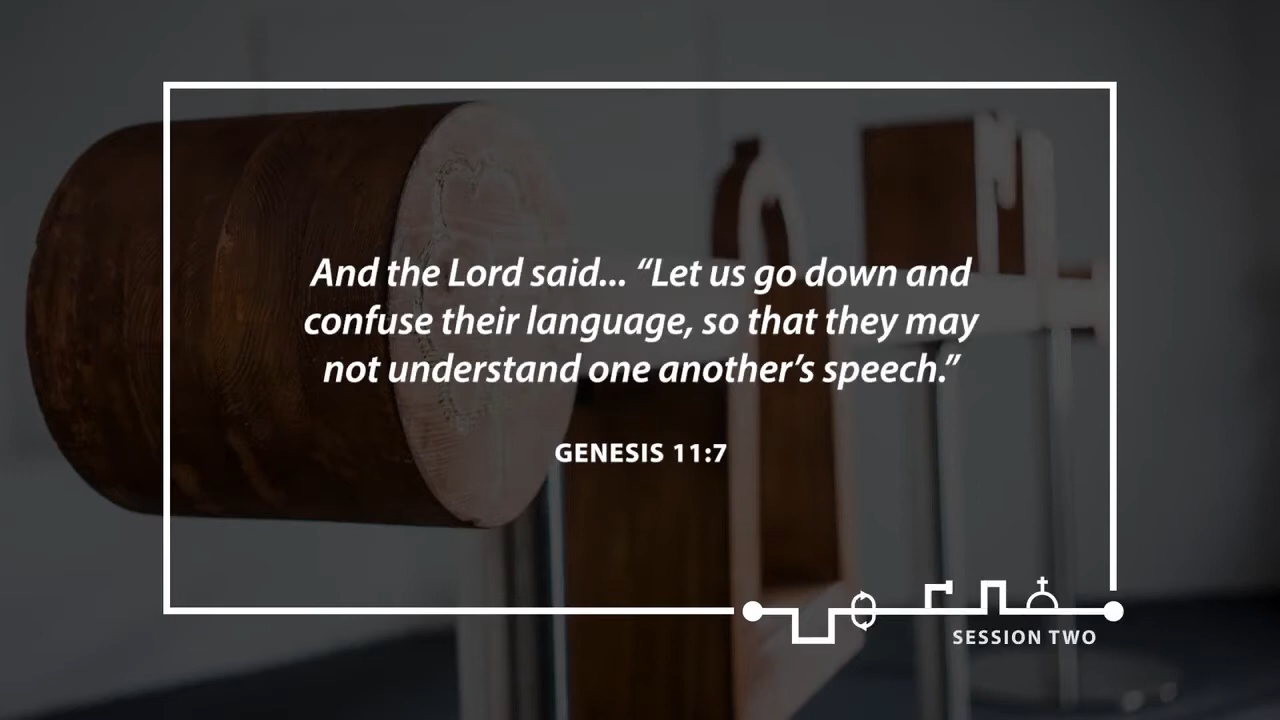 And the Lord said... “Let us go down and
confuse their language, so that they may
not understand one another’s speech.”
GENESIS 11:7
SESSION TWO